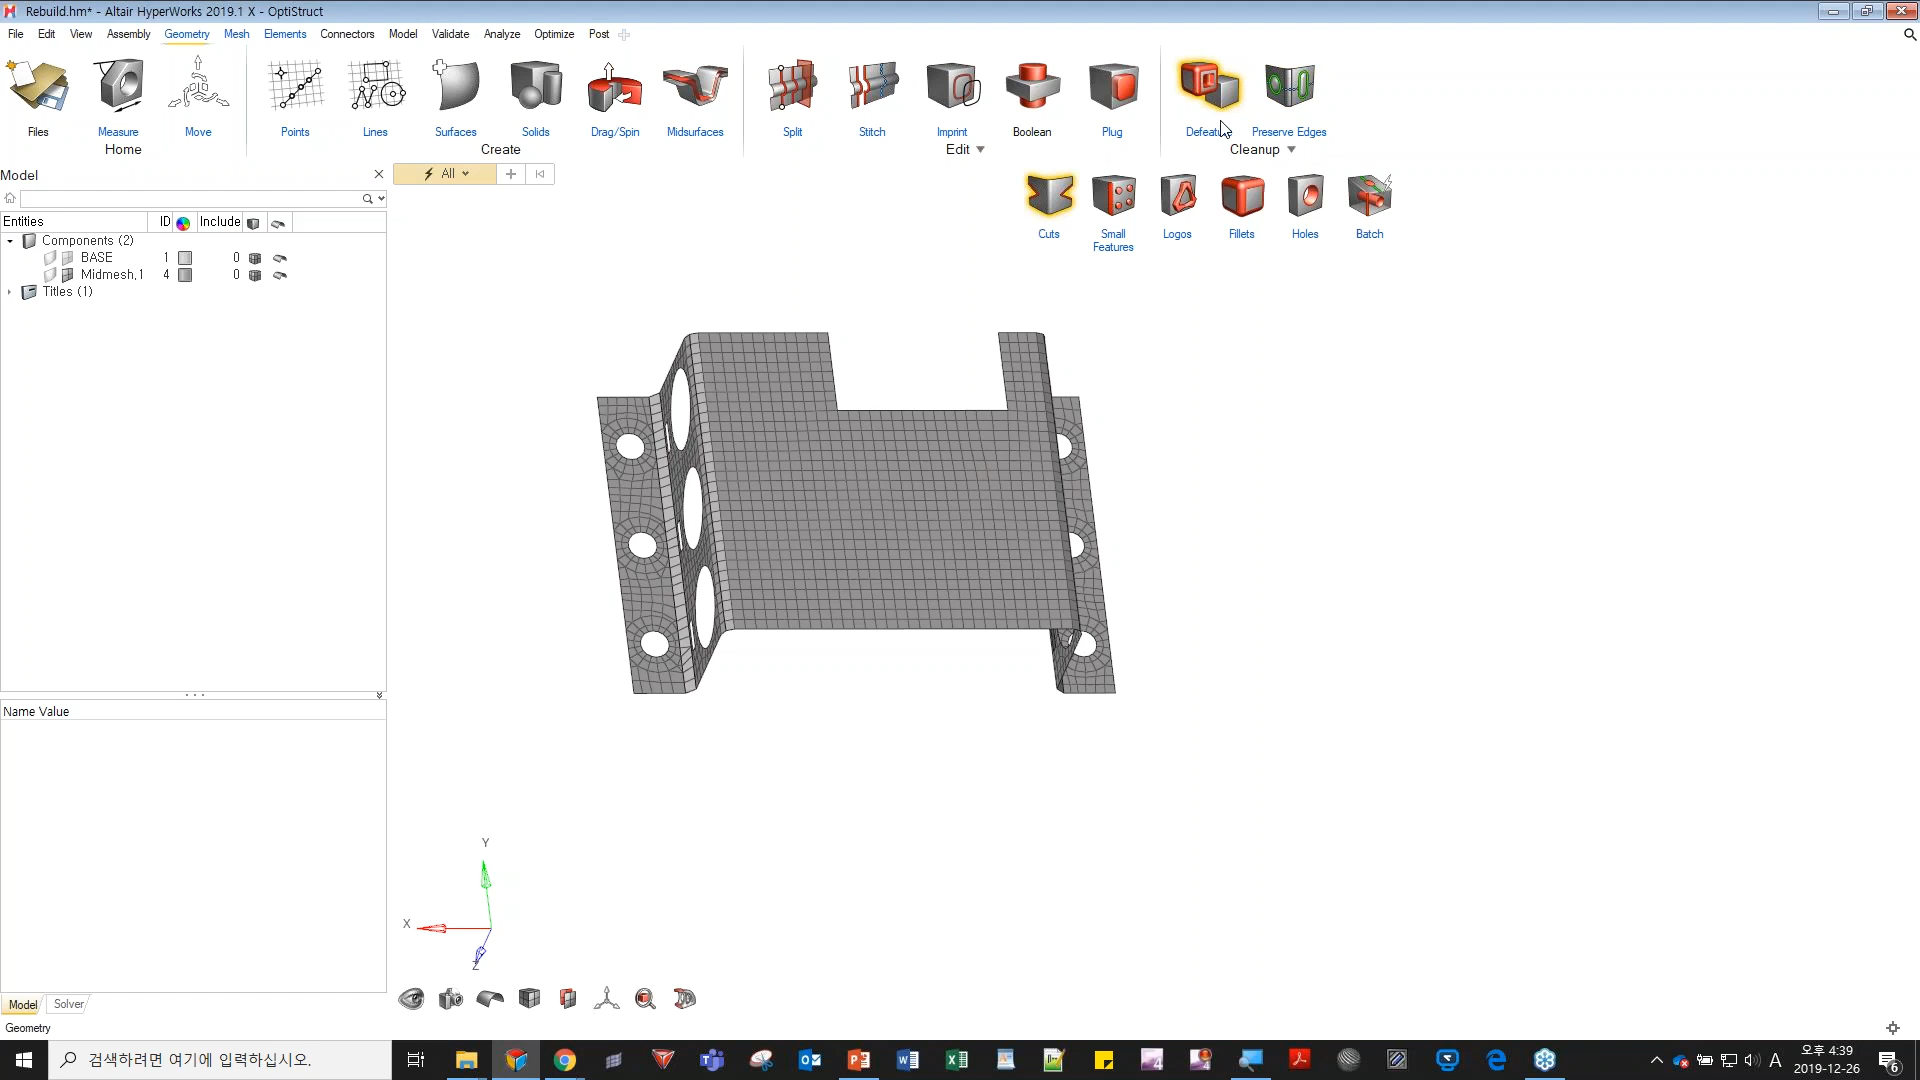 Rebuild.hm* - Altair HyperWorks 2019.1 X - OptiStruct
File Edit View Assembly Geometry Mesh Elements Connectors Model Validate Analyze Optimize Post
Files Measure Move Points Lines Surfaces Solids Drag/Spin Midsurfaces Split Stitch Imprint Boolean Plug Preserve Edges
Home Create Edit Cleanup
Model
All
Cuts Small Features Logos Fillets Holes Batch
Entities ID Include
Components (2)
BASE 1 0
Midmesh,1 4 0
Titles (1)
Name Value
Y
X
Z
Model Solver
Geometry
검색하려면 여기에 입력하십시오.
A
오후 4:39
2019-12-26
6